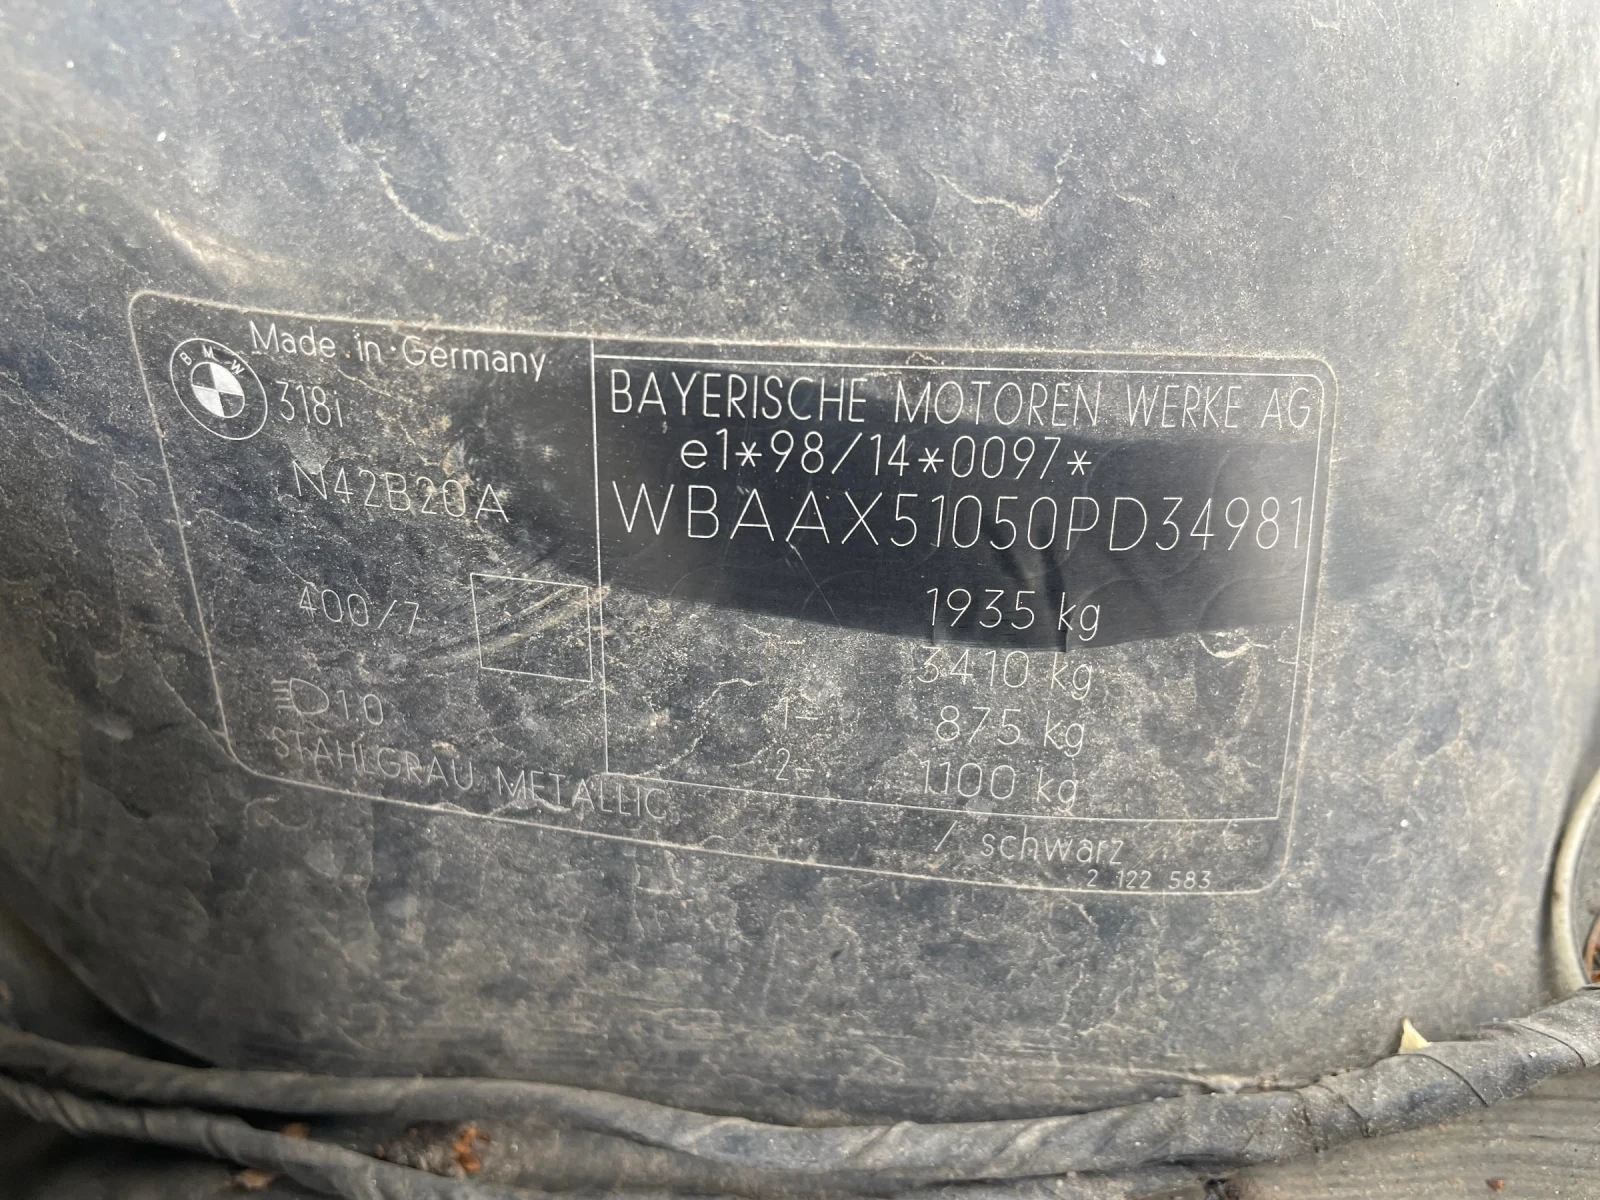 BMW
Made in Germany
318i
N42B20A
400/7
1.0
STAHLGRAU METALLIC
BAYERISCHE MOTOREN WERKE AG
e1*98/14*0097*
WBAAX51050PD34981
1935 kg
- 3410 kg
1- 875 kg
2- 1100 kg
/ schwarz
2 122 583